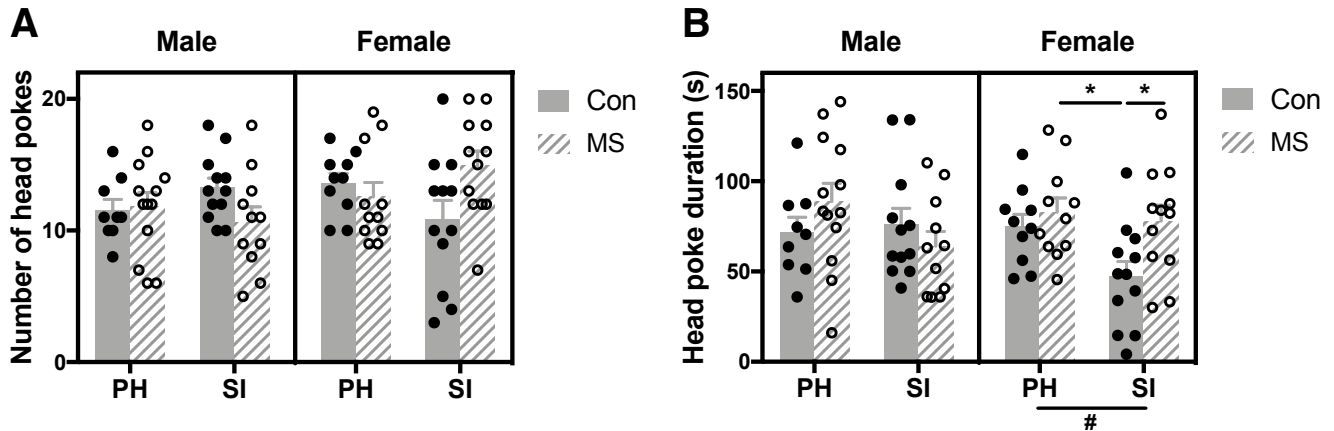 A
Male Female
Number of head pokes
20
10
0
PH SI PH SI
Con
MS
B
Male Female
Head poke duration (s)
150
100
50
0
* *
PH SI PH SI
#
Con
MS